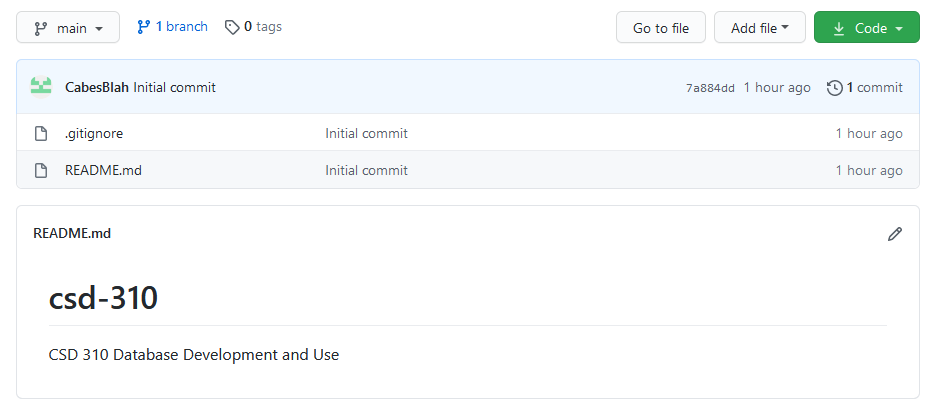 main 1 branch 0 tags Go to file Add file Code
CabesBlah Initial commit 7a884dd 1 hour ago 1 commit
.gitignore Initial commit 1 hour ago
README.md Initial commit 1 hour ago
README.md
csd-310
CSD 310 Database Development and Use